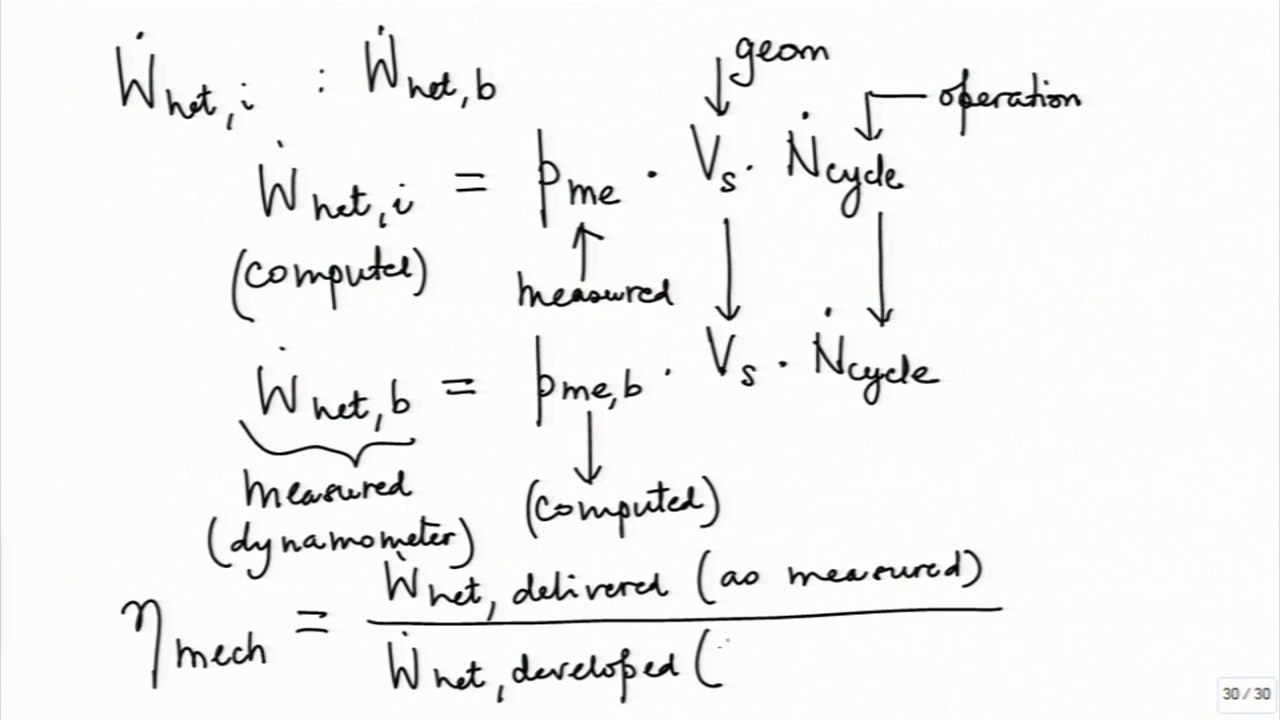 Ẇnet,i : Ẇnet,b
geom
operation
Ẇnet,i = pme · Vs · Ṅcycle
(computed)
measured
Ẇnet,b = pme,b · Vs · Ṅcycle
measured
(dynamometer)
(computed)
ηmech = Ẇnet, delivered (as measured)
Ẇnet, developed (
30/30